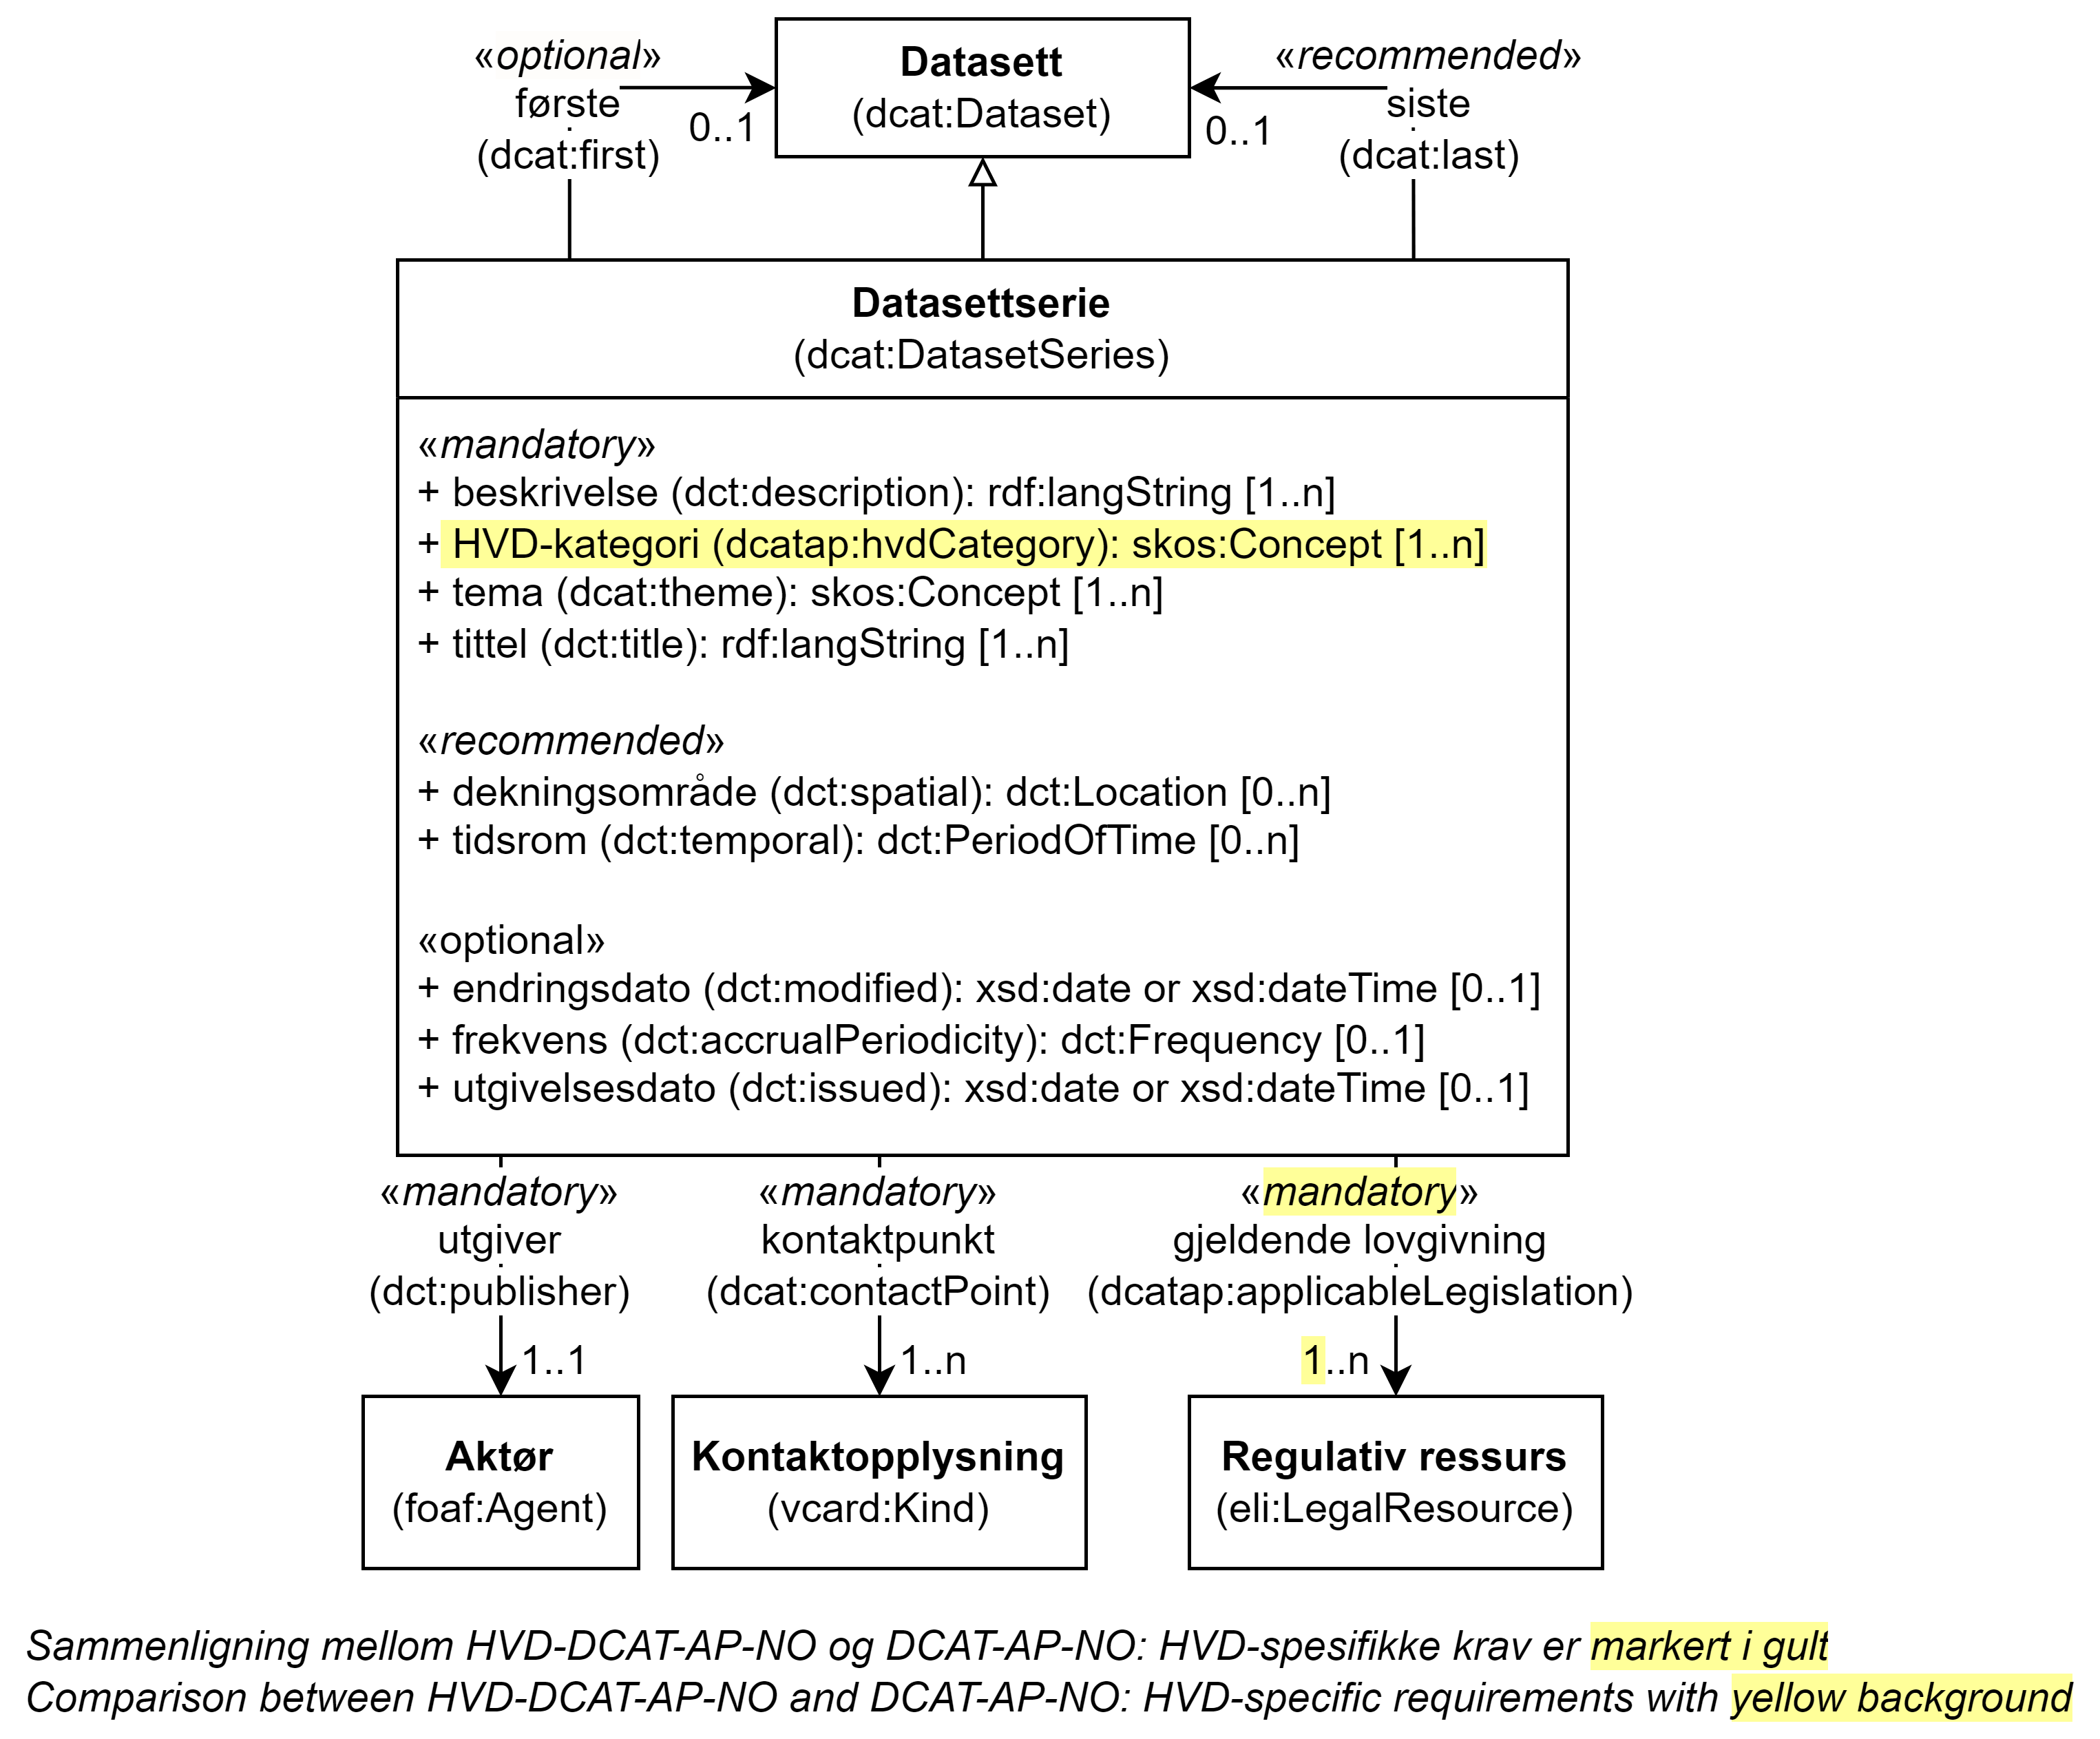 «optional»
første
(dcat:first)
0..1
Datasett
(dcat:Dataset)
«recommended»
siste
(dcat:last)
0..1
Datasettserie
(dcat:DatasetSeries)
«mandatory»
+ beskrivelse (dct:description): rdf:langString [1..n]
+ HVD-kategori (dcatap:hvdCategory): skos:Concept [1..n]
+ tema (dcat:theme): skos:Concept [1..n]
+ tittel (dct:title): rdf:langString [1..n]
«recommended»
+ dekningsområde (dct:spatial): dct:Location [0..n]
+ tidsrom (dct:temporal): dct:PeriodOfTime [0..n]
«optional»
+ endringsdato (dct:modified): xsd:date or xsd:dateTime [0..1]
+ frekvens (dct:accrualPeriodicity): dct:Frequency [0..1]
+ utgivelsesdato (dct:issued): xsd:date or xsd:dateTime [0..1]
«mandatory»
utgiver
(dct:publisher)
1..1
«mandatory»
kontaktpunkt
(dcat:contactPoint)
1..n
«mandatory»
gjeldende lovgivning
(dcatap:applicableLegislation)
1..n
Aktør
(foaf:Agent)
Kontaktopplysning
(vcard:Kind)
Regulativ ressurs
(eli:LegalResource)
Sammenligning mellom HVD-DCAT-AP-NO og DCAT-AP-NO: HVD-spesifikke krav er markert i gult
Comparison between HVD-DCAT-AP-NO and DCAT-AP-NO: HVD-specific requirements with yellow background